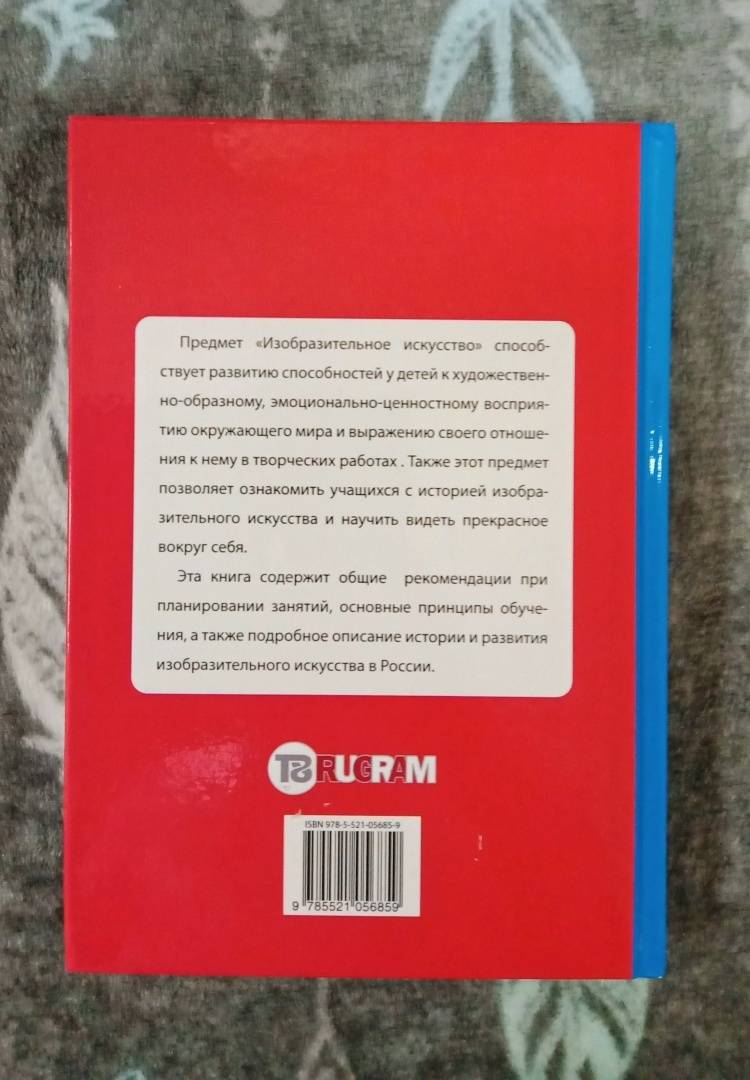 Предмет «Изобразительное искусство» способ-
ствует развитию способностей у детей к художествен-
но-образному, эмоционально-ценностному восприя-
тию окружающего мира и выражению своего отноше-
ния к нему в творческих работах . Также этот предмет
позволяет ознакомить учащихся с историей изобра-
зительного искусства и научить видеть прекрасное
вокруг себя.
Эта книга содержит общие рекомендации при
планировании занятий, основные принципы обуче-
ния, а также подробное описание истории и развития
изобразительного искусства в России.
RUGRAM
ISBN 978-5-521-05685-9
9 785521 056859